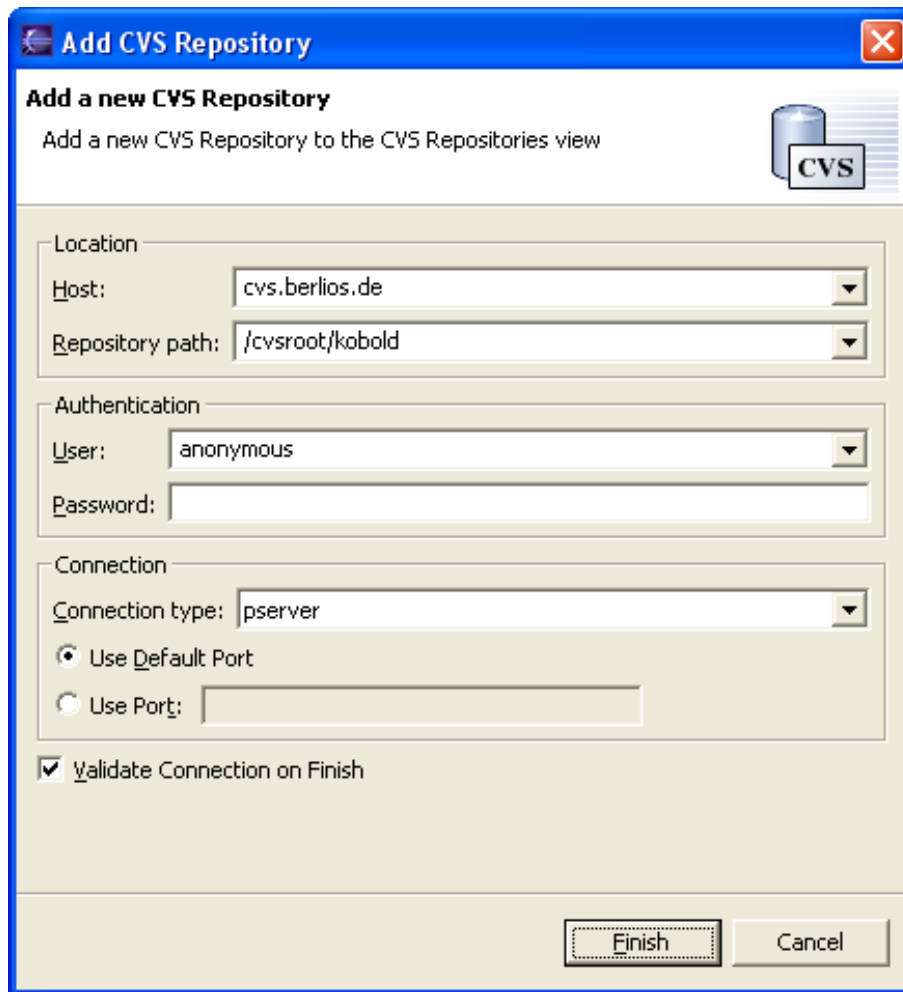 Add CVS Repository
Add a new CVS Repository
Add a new CVS Repository to the CVS Repositories view
CVS
Location
Host: cvs.berlios.de
Repository path: /cvsroot/kobold
Authentication
User: anonymous
Password:
Connection
Connection type: pserver
Use Default Port
Use Port:
Validate Connection on Finish
Finish Cancel